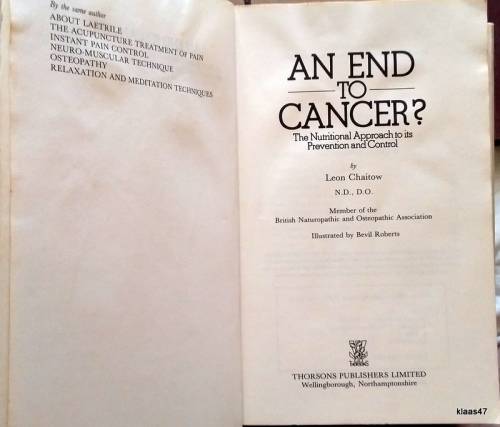 By the same author
ABOUT LAETRILE
THE ACUPUNCTURE TREATMENT OF PAIN
INSTANT PAIN CONTROL
NEURO-MUSCULAR TECHNIQUE
OSTEOPATHY
RELAXATION AND MEDITATION TECHNIQUES
AN END
TO
CANCER?
The Nutritional Approach to its
Prevention and Control
by
Leon Chaitow
N.D., D.O.
Member of the
British Naturopathic and Osteopathic Association
Illustrated by Bevil Roberts
THORSONS PUBLISHERS LIMITED
Wellingborough, Northamptonshire
klaas47